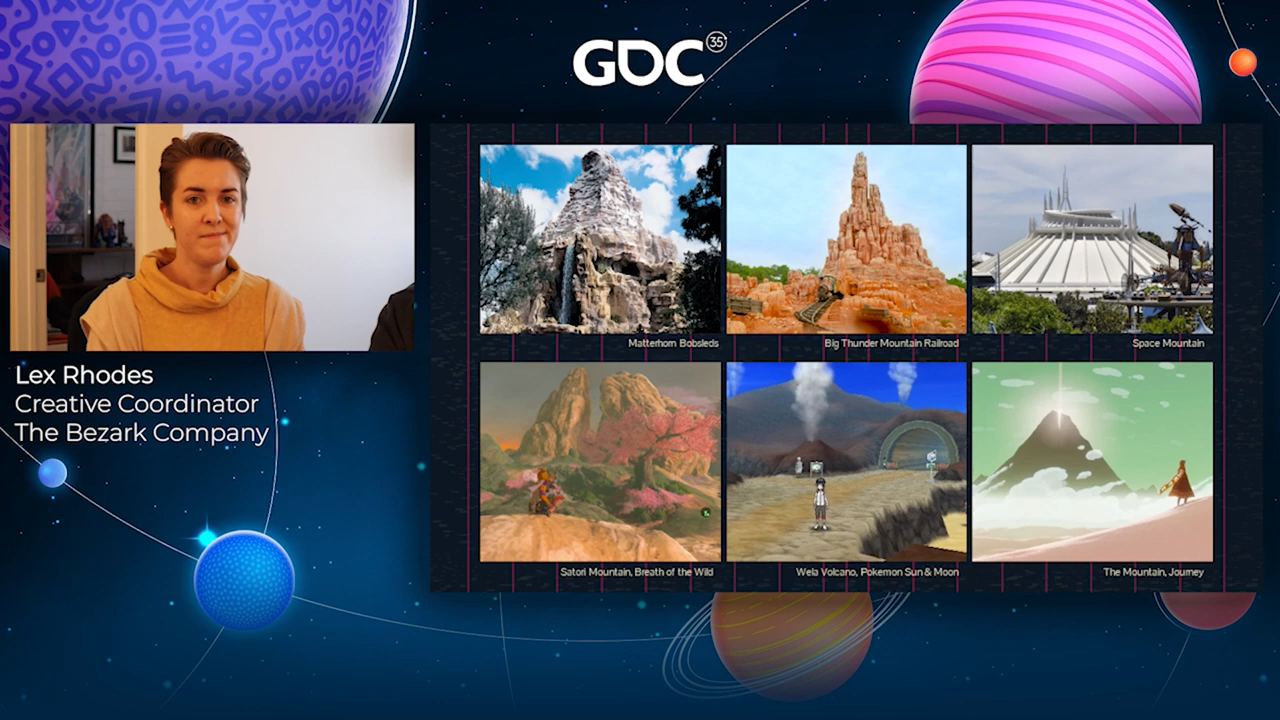 GDC 35
Lex Rhodes
Creative Coordinator
The Bezark Company
Matterhorn Bobsleds
Big Thunder Mountain Railroad
Space Mountain
Satori Mountain, Breath of the Wild
Wela Volcano, Pokemon Sun & Moon
The Mountain, Journey